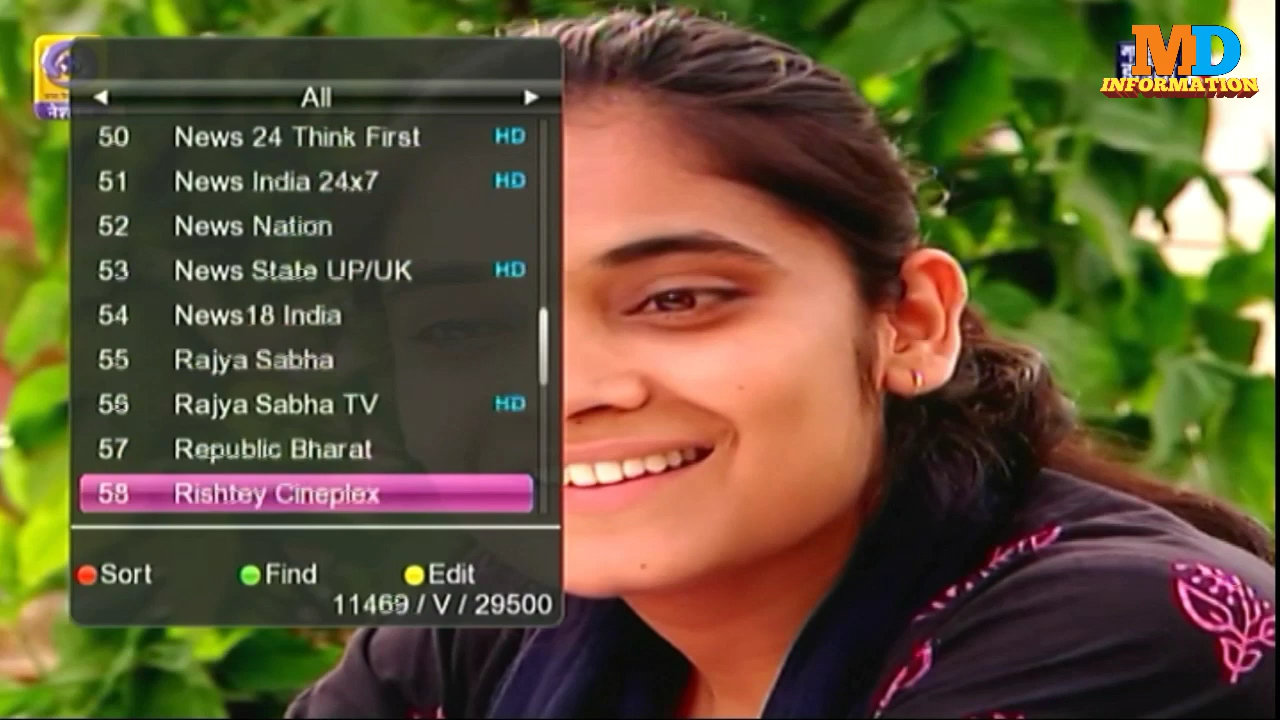 MD
INFORMATION
All
50 News 24 Think First HD
51 News India 24x7 HD
52 News Nation
53 News State UP/UK HD
54 News18 India
55 Rajya Sabha
56 Rajya Sabha TV HD
57 Republic Bharat
58 Rishtey Cineplex
Sort Find Edit
11469 / V / 29500